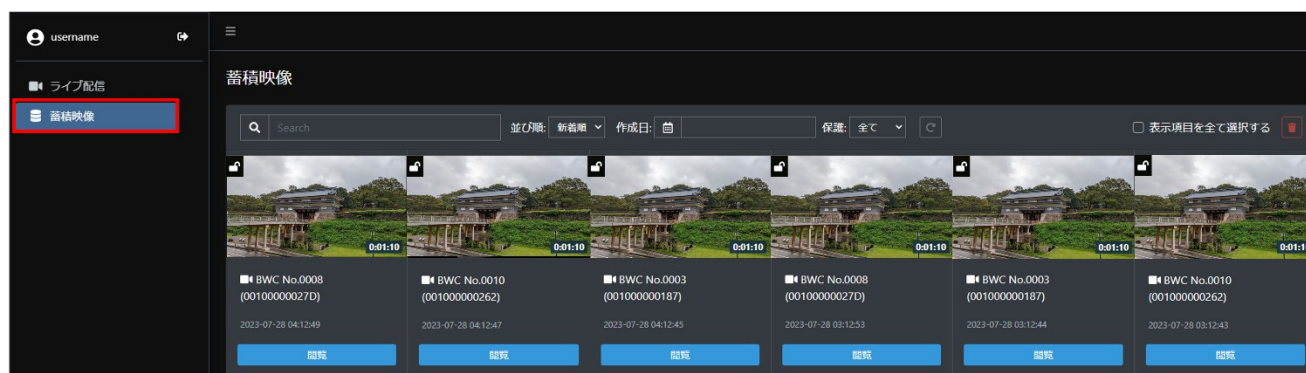 username
ライブ配信
蓄積映像
蓄積映像
Search 並び順: 新着順 作成日: 保護: 全て 表示項目を全て選択する
0:01:10 0:01:10 0:01:10 0:01:10 0:01:10
BWC No.0008 BWC No.0010 BWC No.0003 BWC No.0008 BWC No.0003 BWC No.0010
(00100000027D) (001000000262) (001000000187) (00100000027D) (001000000187) (001000000262)
2023-07-28 04:12:49 2023-07-28 04:12:47 2023-07-28 04:12:45 2023-07-28 03:12:53 2023-07-28 03:12:44 2023-07-28 03:12:43
閲覧 閲覧 閲覧 閲覧 閲覧 閲覧